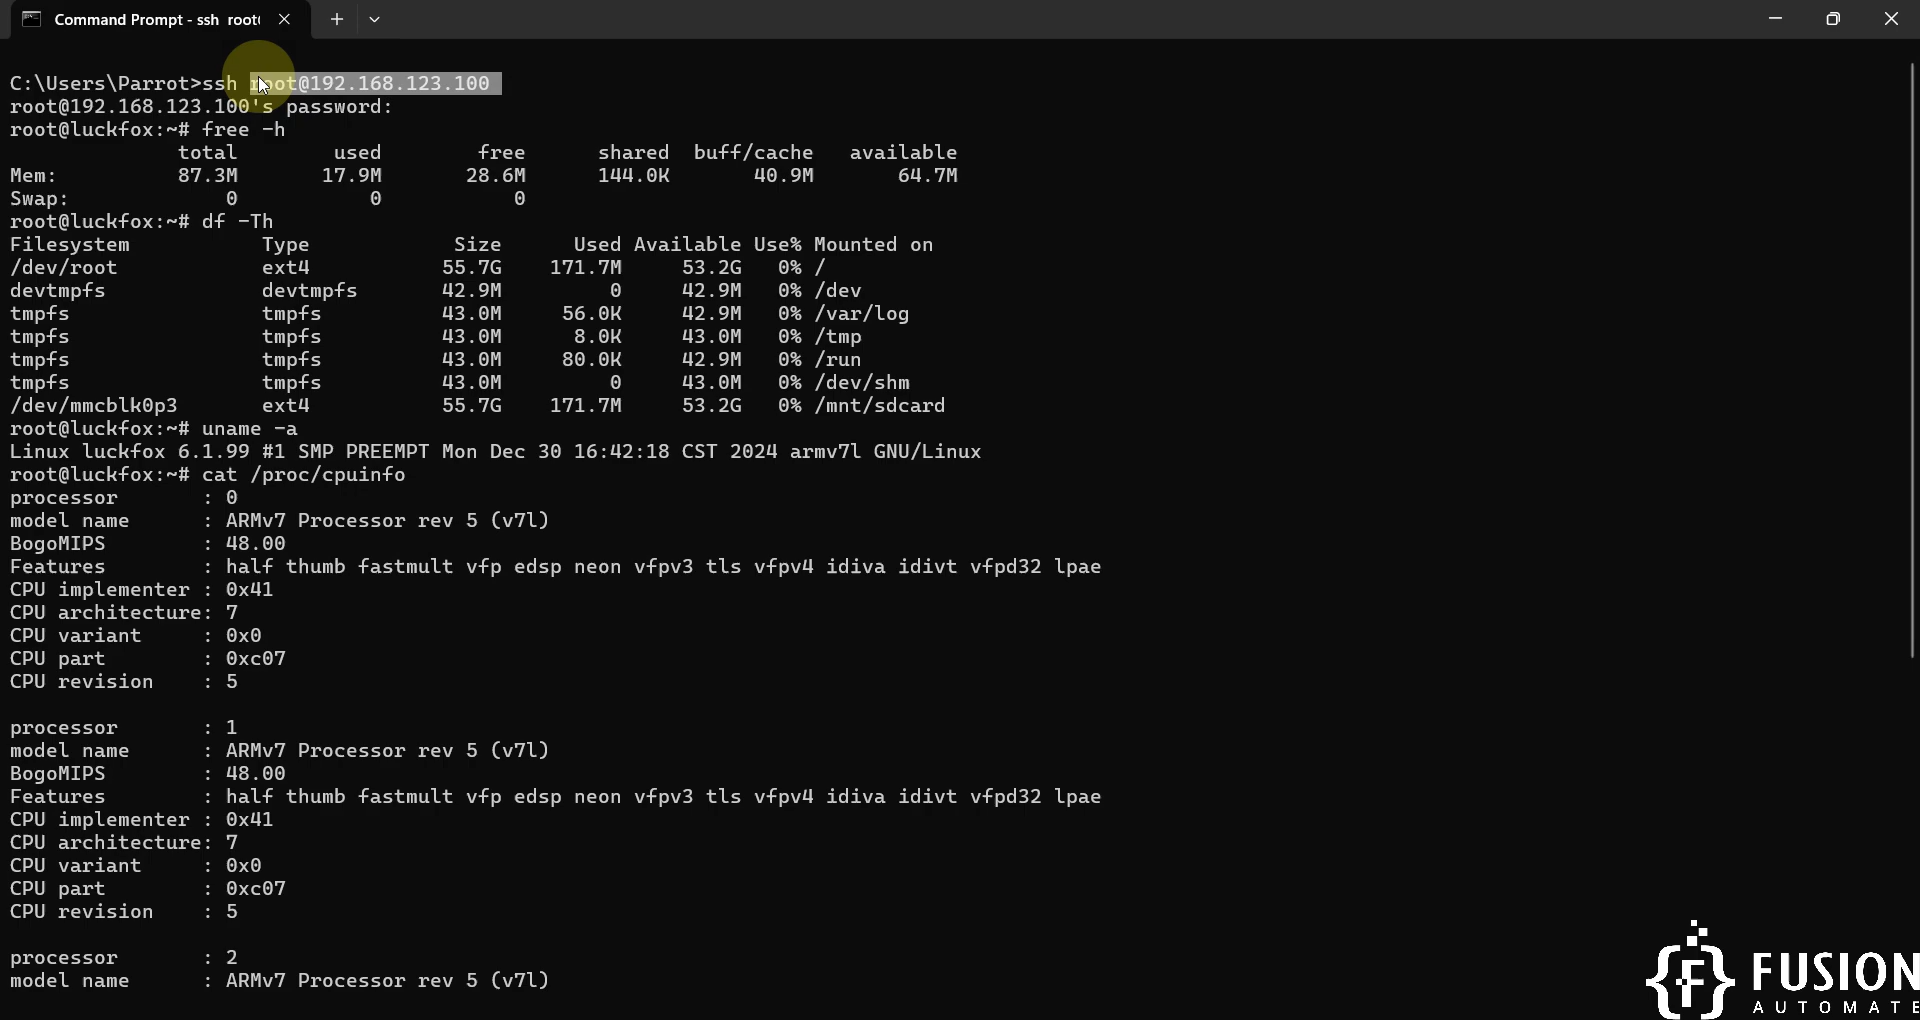 Command Prompt - ssh root
C:\Users\Parrot>ssh root@192.168.123.100
root@192.168.123.100's password:
root@luckfox:~# free -h
total used free shared buff/cache available
Mem: 87.3M 17.9M 28.6M 144.0K 40.9M 64.7M
Swap: 0 0 0
root@luckfox:~# df -Th
Filesystem Type Size Used Available Use% Mounted on
/dev/root ext4 55.7G 171.7M 53.2G 0% /
devtmpfs devtmpfs 42.9M 0 42.9M 0% /dev
tmpfs tmpfs 43.0M 56.0K 42.9M 0% /var/log
tmpfs tmpfs 43.0M 8.0K 43.0M 0% /tmp
tmpfs tmpfs 43.0M 80.0K 42.9M 0% /run
tmpfs tmpfs 43.0M 0 43.0M 0% /dev/shm
/dev/mmcblk0p3 ext4 55.7G 171.7M 53.2G 0% /mnt/sdcard
root@luckfox:~# uname -a
Linux luckfox 6.1.99 #1 SMP PREEMPT Mon Dec 30 16:42:18 CST 2024 armv7l GNU/Linux
root@luckfox:~# cat /proc/cpuinfo
processor : 0
model name : ARMv7 Processor rev 5 (v7l)
BogoMIPS : 48.00
Features : half thumb fastmult vfp edsp neon vfpv3 tls vfpv4 idiva idivt vfpd32 lpae
CPU implementer : 0x41
CPU architecture: 7
CPU variant : 0x0
CPU part : 0xc07
CPU revision : 5
processor : 1
model name : ARMv7 Processor rev 5 (v7l)
BogoMIPS : 48.00
Features : half thumb fastmult vfp edsp neon vfpv3 tls vfpv4 idiva idivt vfpd32 lpae
CPU implementer : 0x41
CPU architecture: 7
CPU variant : 0x0
CPU part : 0xc07
CPU revision : 5
processor : 2
model name : ARMv7 Processor rev 5 (v7l)
FUSION
AUTOMATE